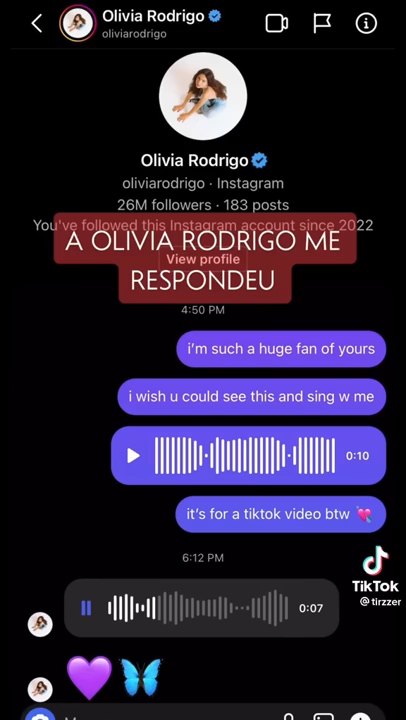 Olivia Rodrigo
oliviarodrigo
Olivia Rodrigo
oliviarodrigo · Instagram
26M followers · 183 posts
You've followed this Instagram account since 2022
A OLIVIA RODRIGO ME
View profile
RESPONDEU
4:50 PM
i'm such a huge fan of yours
i wish u could see this and sing w me
0:10
it's for a tiktok video btw 💘
6:12 PM
TikTok
@tirzzer
0:07
💜🦋